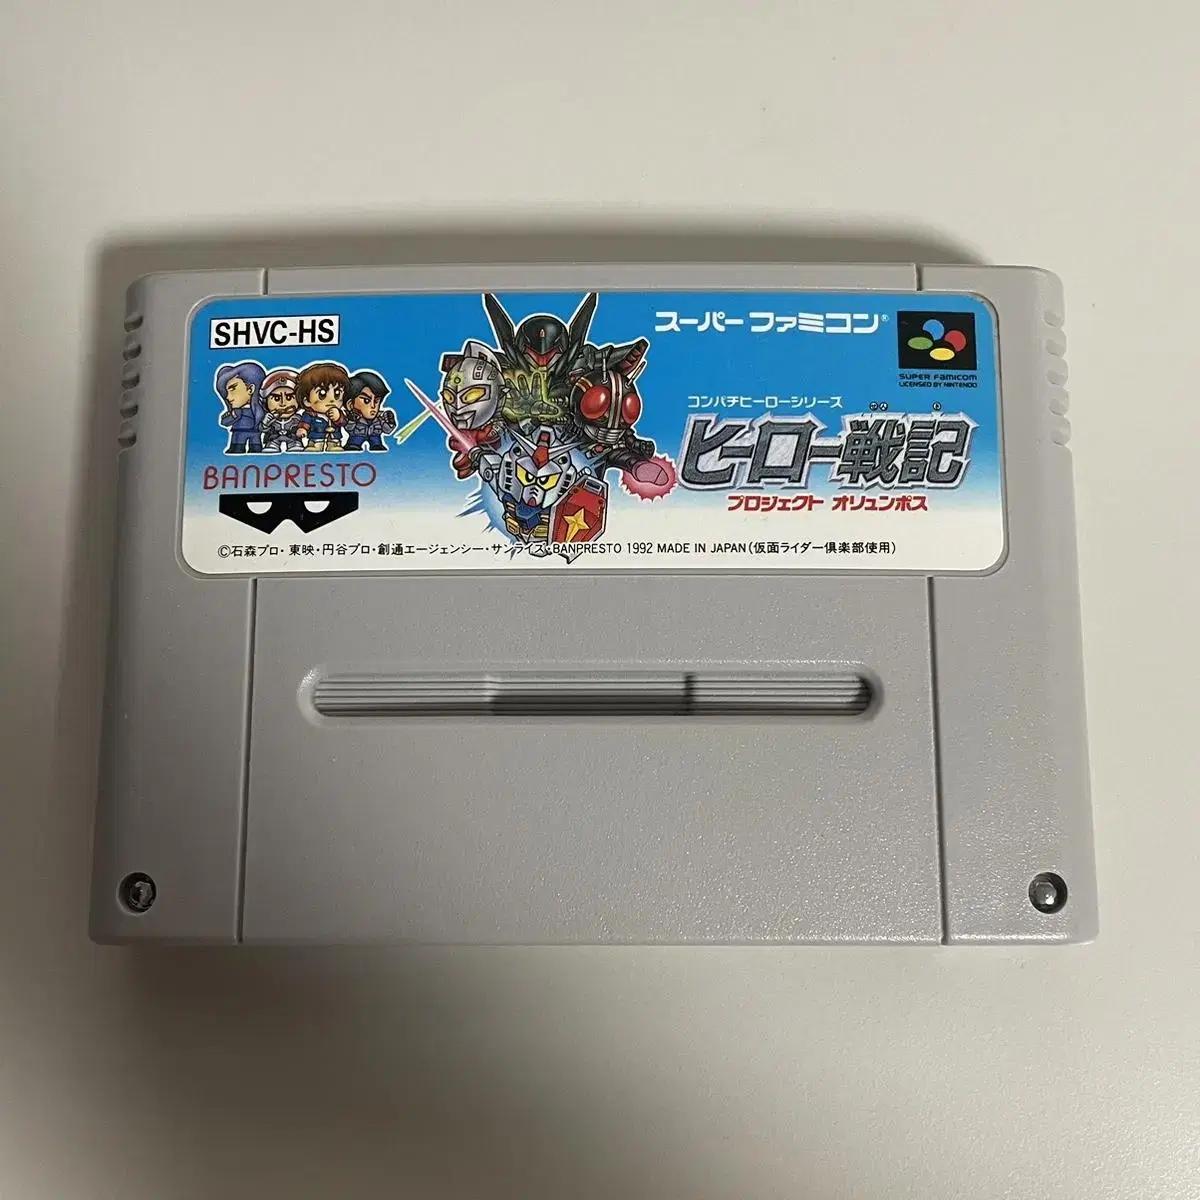 SHVC-HS
スーパーファミコン®
SUPER FAMICOM
LICENSED BY NINTENDO
コンパチヒーローシリーズ
せん き
ヒーロー戦記
プロジェクト オリュンポス
BANPRESTO
©石森プロ・東映・円谷プロ・創通エージェンシー・サンライズ・BANPRESTO 1992 MADE IN JAPAN(仮面ライダー倶楽部使用)